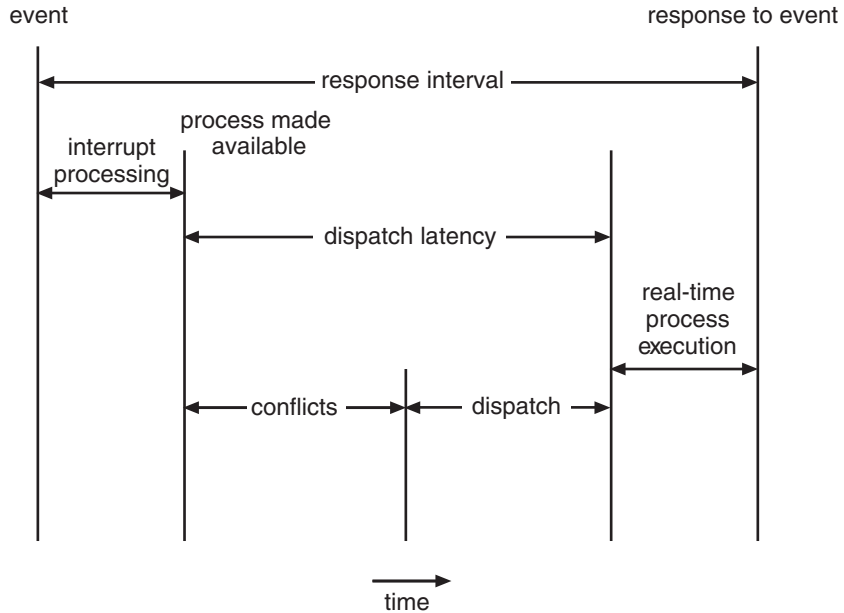 event
response to event
response interval
process made
available
interrupt
processing
dispatch latency
real-time
process
execution
conflicts
dispatch
time